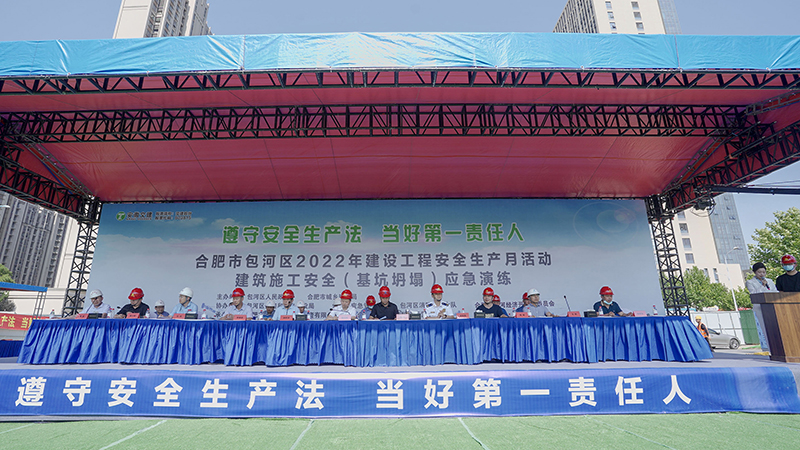 遵守安全生产法 当好第一责任人
合肥市包河区2022年建设工程安全生产月活动
建筑施工安全（基坑坍塌）应急演练
遵守安全生产法 当好第一责任人